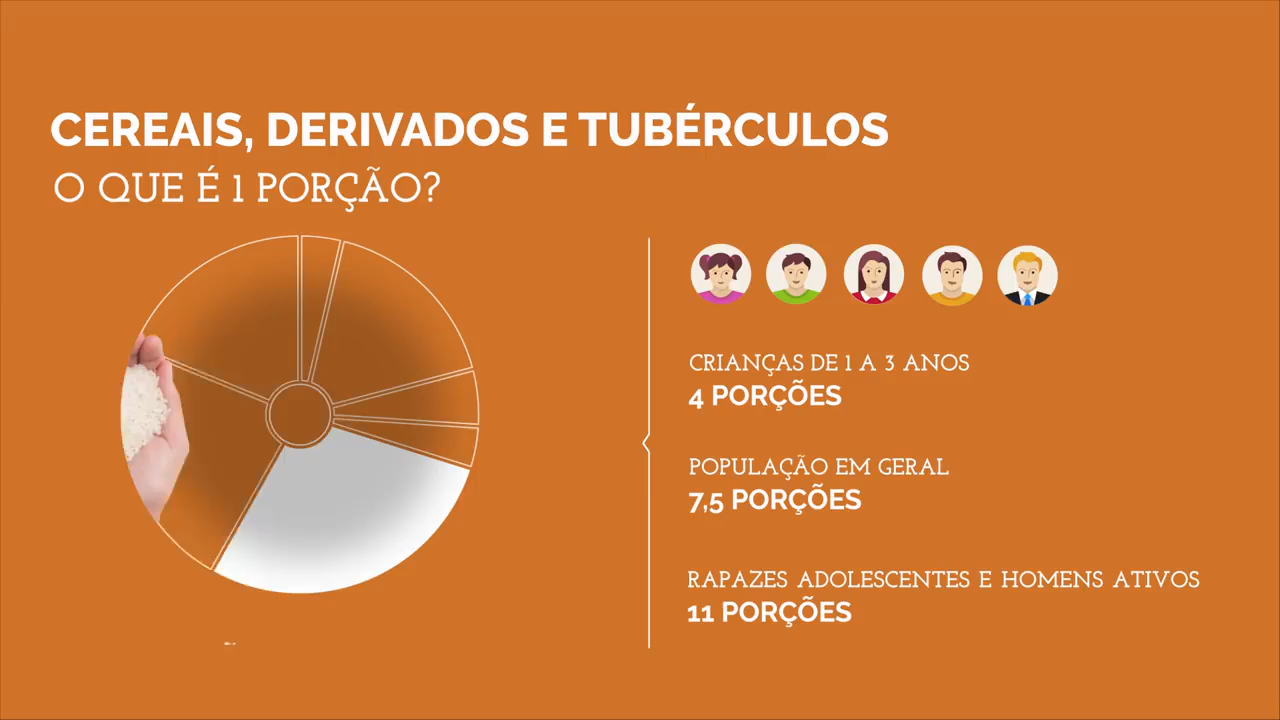 CEREAIS, DERIVADOS E TUBÉRCULOS
O QUE É 1 PORÇÃO?
CRIANÇAS DE 1 A 3 ANOS
4 PORÇÕES
POPULAÇÃO EM GERAL
7,5 PORÇÕES
RAPAZES ADOLESCENTES E HOMENS ATIVOS
11 PORÇÕES